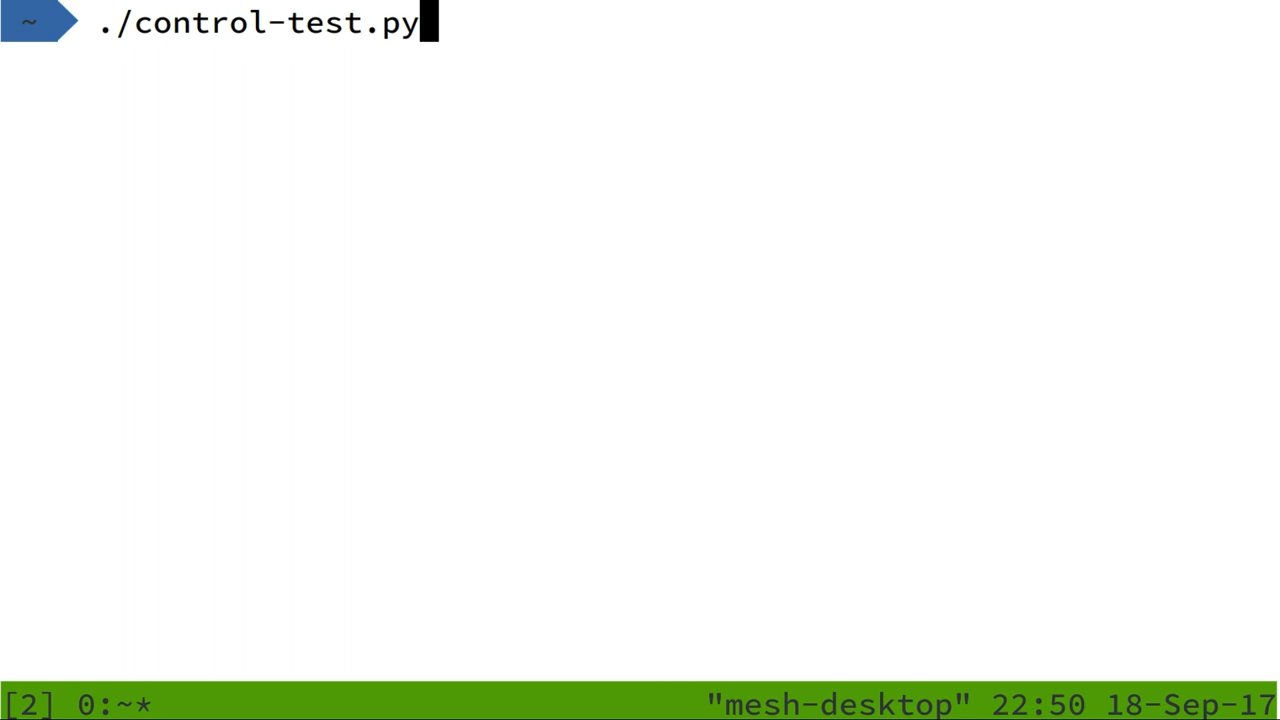 ~ ./control-test.py
[2] 0:~* "mesh-desktop" 22:50 18-Sep-17